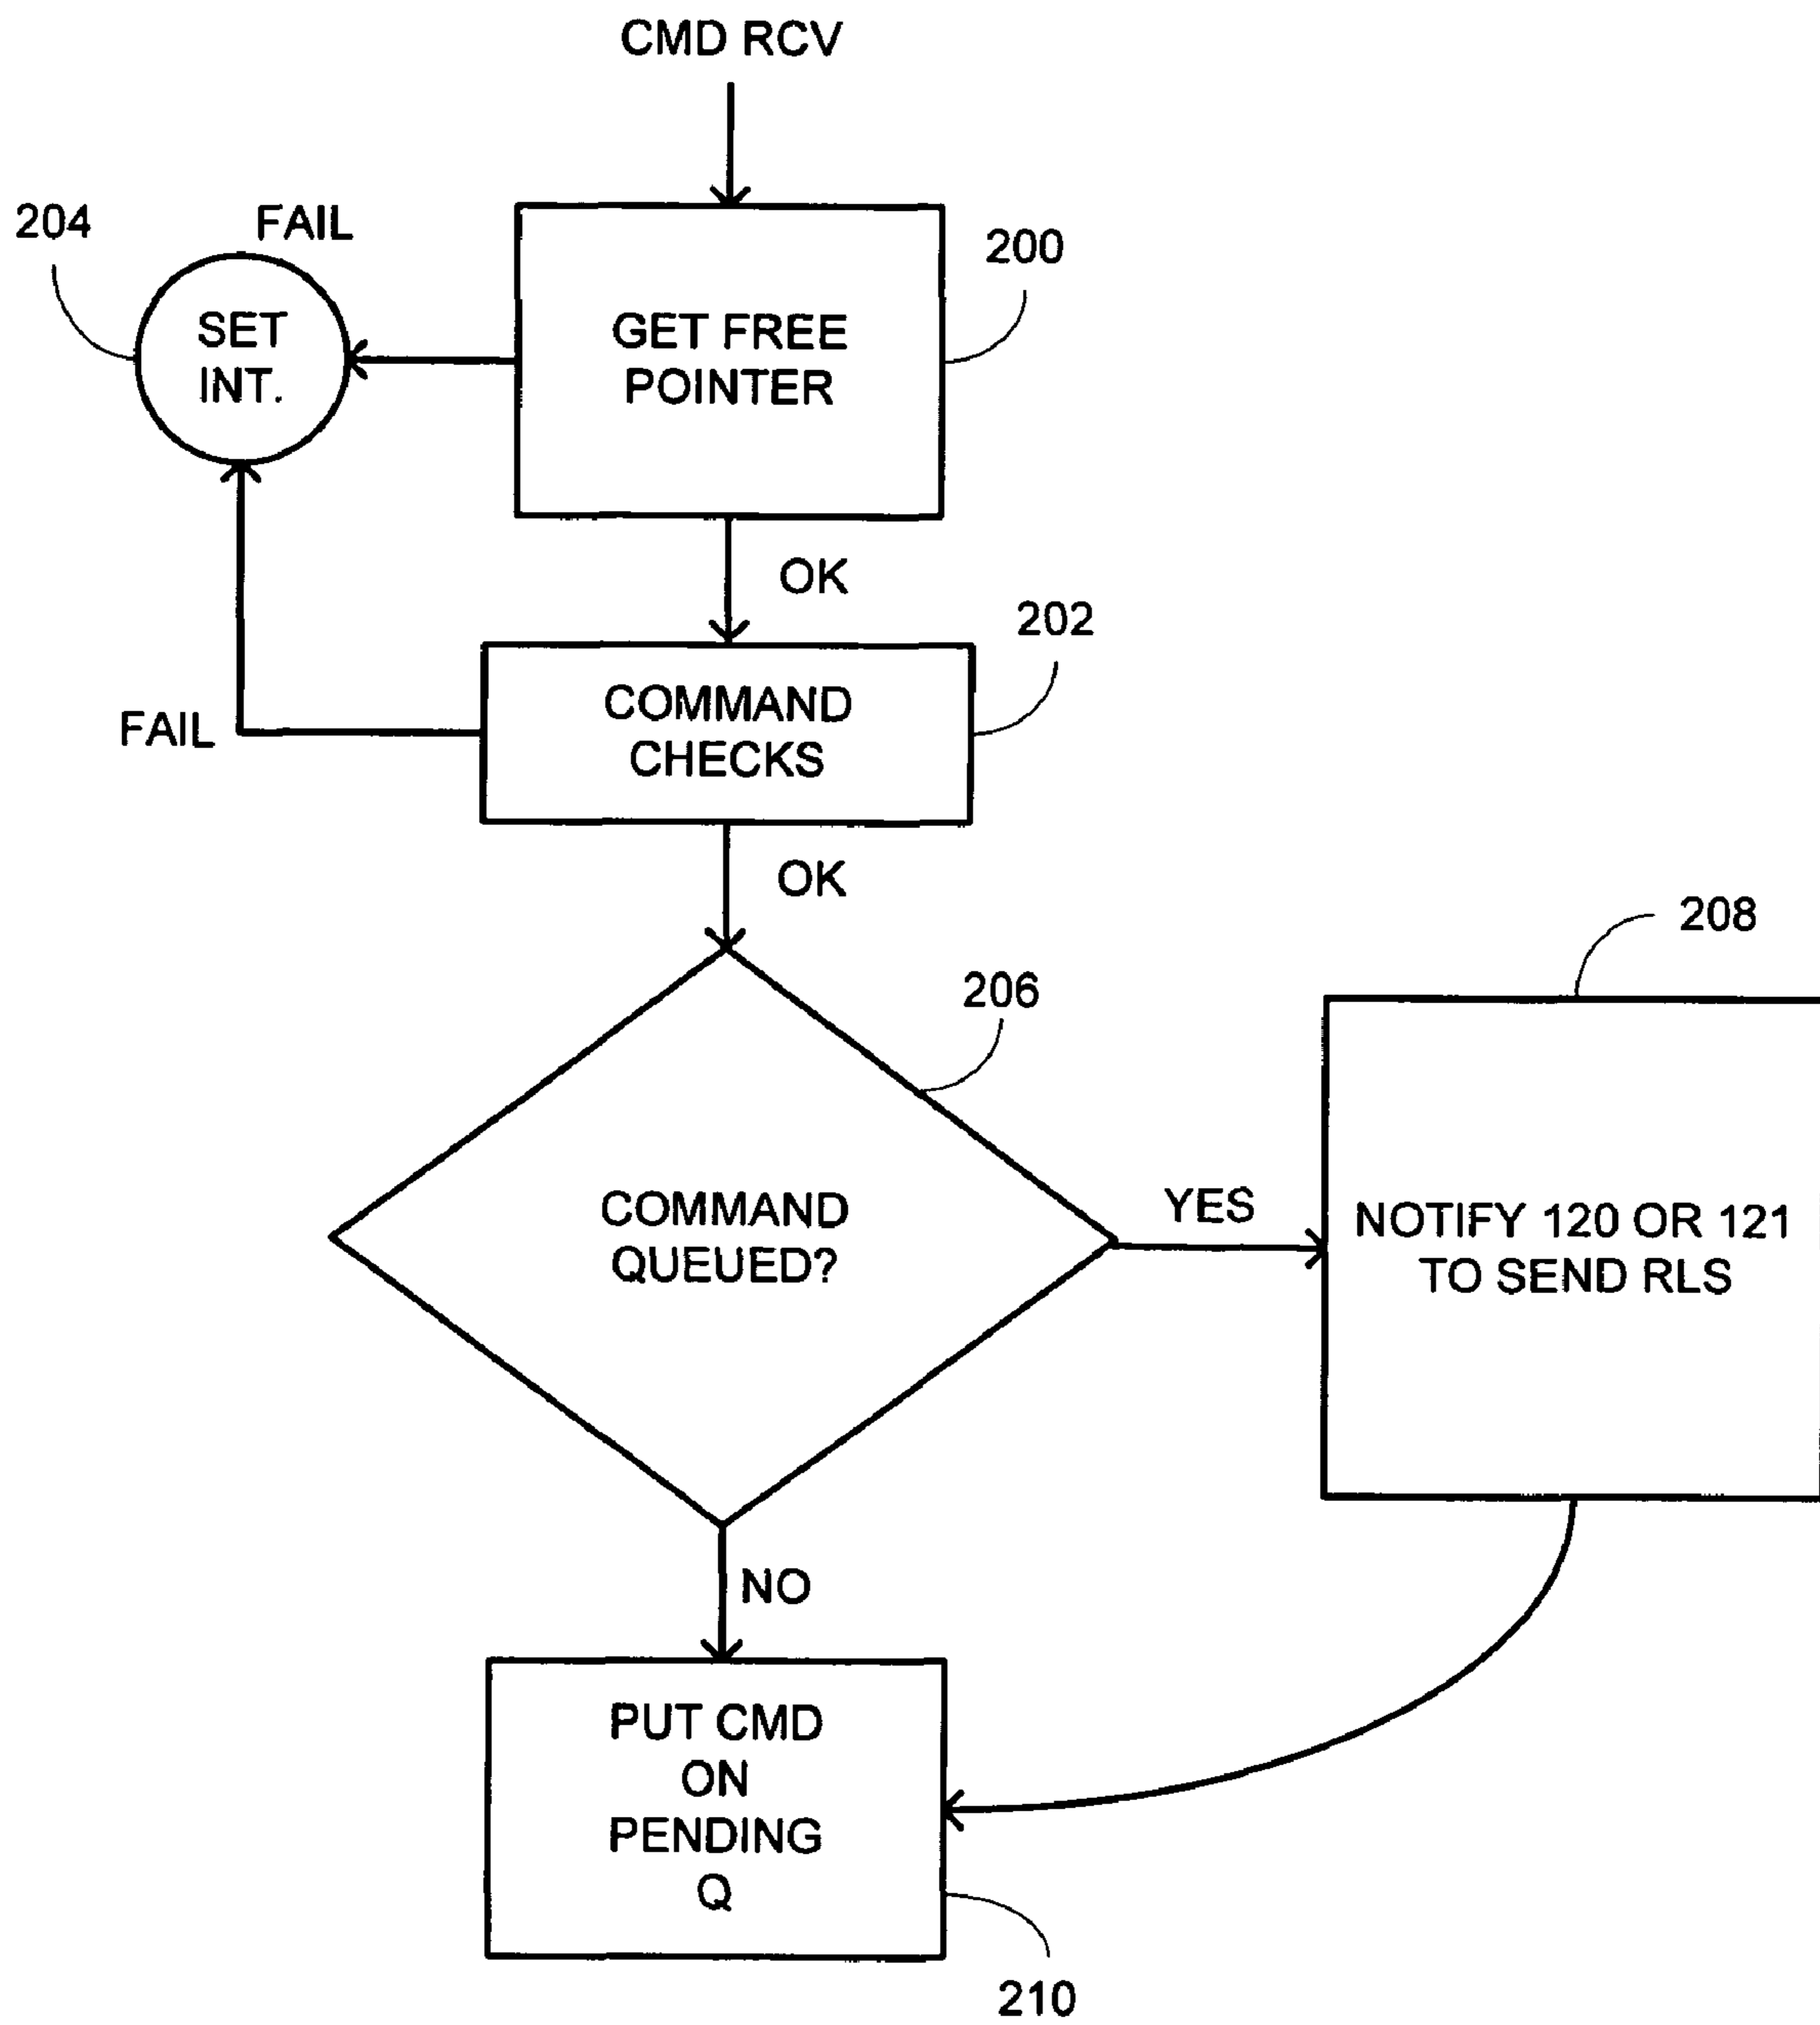 CMD RCV
204
FAIL
200
SET
INT.
GET FREE
POINTER
OK
202
COMMAND
CHECKS
FAIL
OK
208
206
COMMAND
QUEUED?
YES
NOTIFY 120 OR 121
TO SEND RLS
NO
PUT CMD
ON
PENDING
Q
210